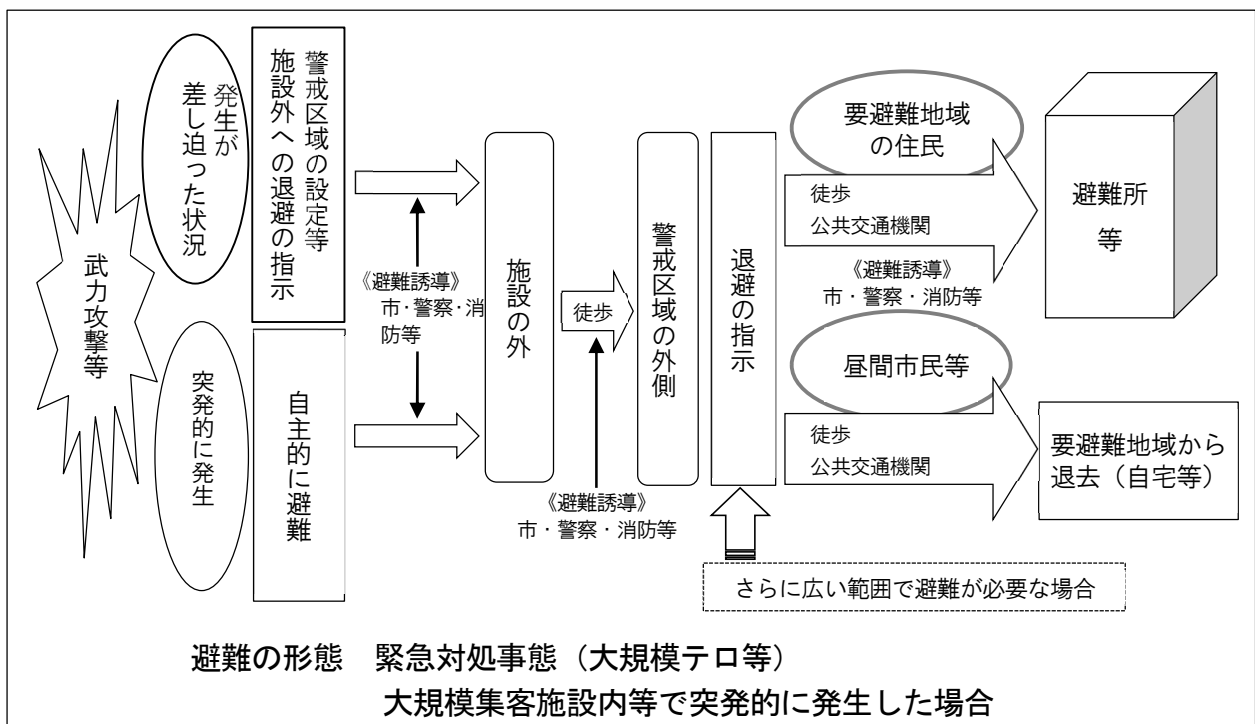 武力攻撃等
発生が
差し迫った状況
警戒区域の設定等
施設外への退避の指示
突発的に発生
自主的に避難
《避難誘導》
市・警察・消
防等
施設の外
徒歩
《避難誘導》
市・警察・消防等
警戒区域の外側
退避の指示
さらに広い範囲で避難が必要な場合
要避難地域
の住民
徒歩
公共交通機関
《避難誘導》
市・警察・消防等
避難所
等
昼間市民等
徒歩
公共交通機関
要避難地域から
退去（自宅等）
避難の形態　緊急対処事態（大規模テロ等）
大規模集客施設内等で突発的に発生した場合